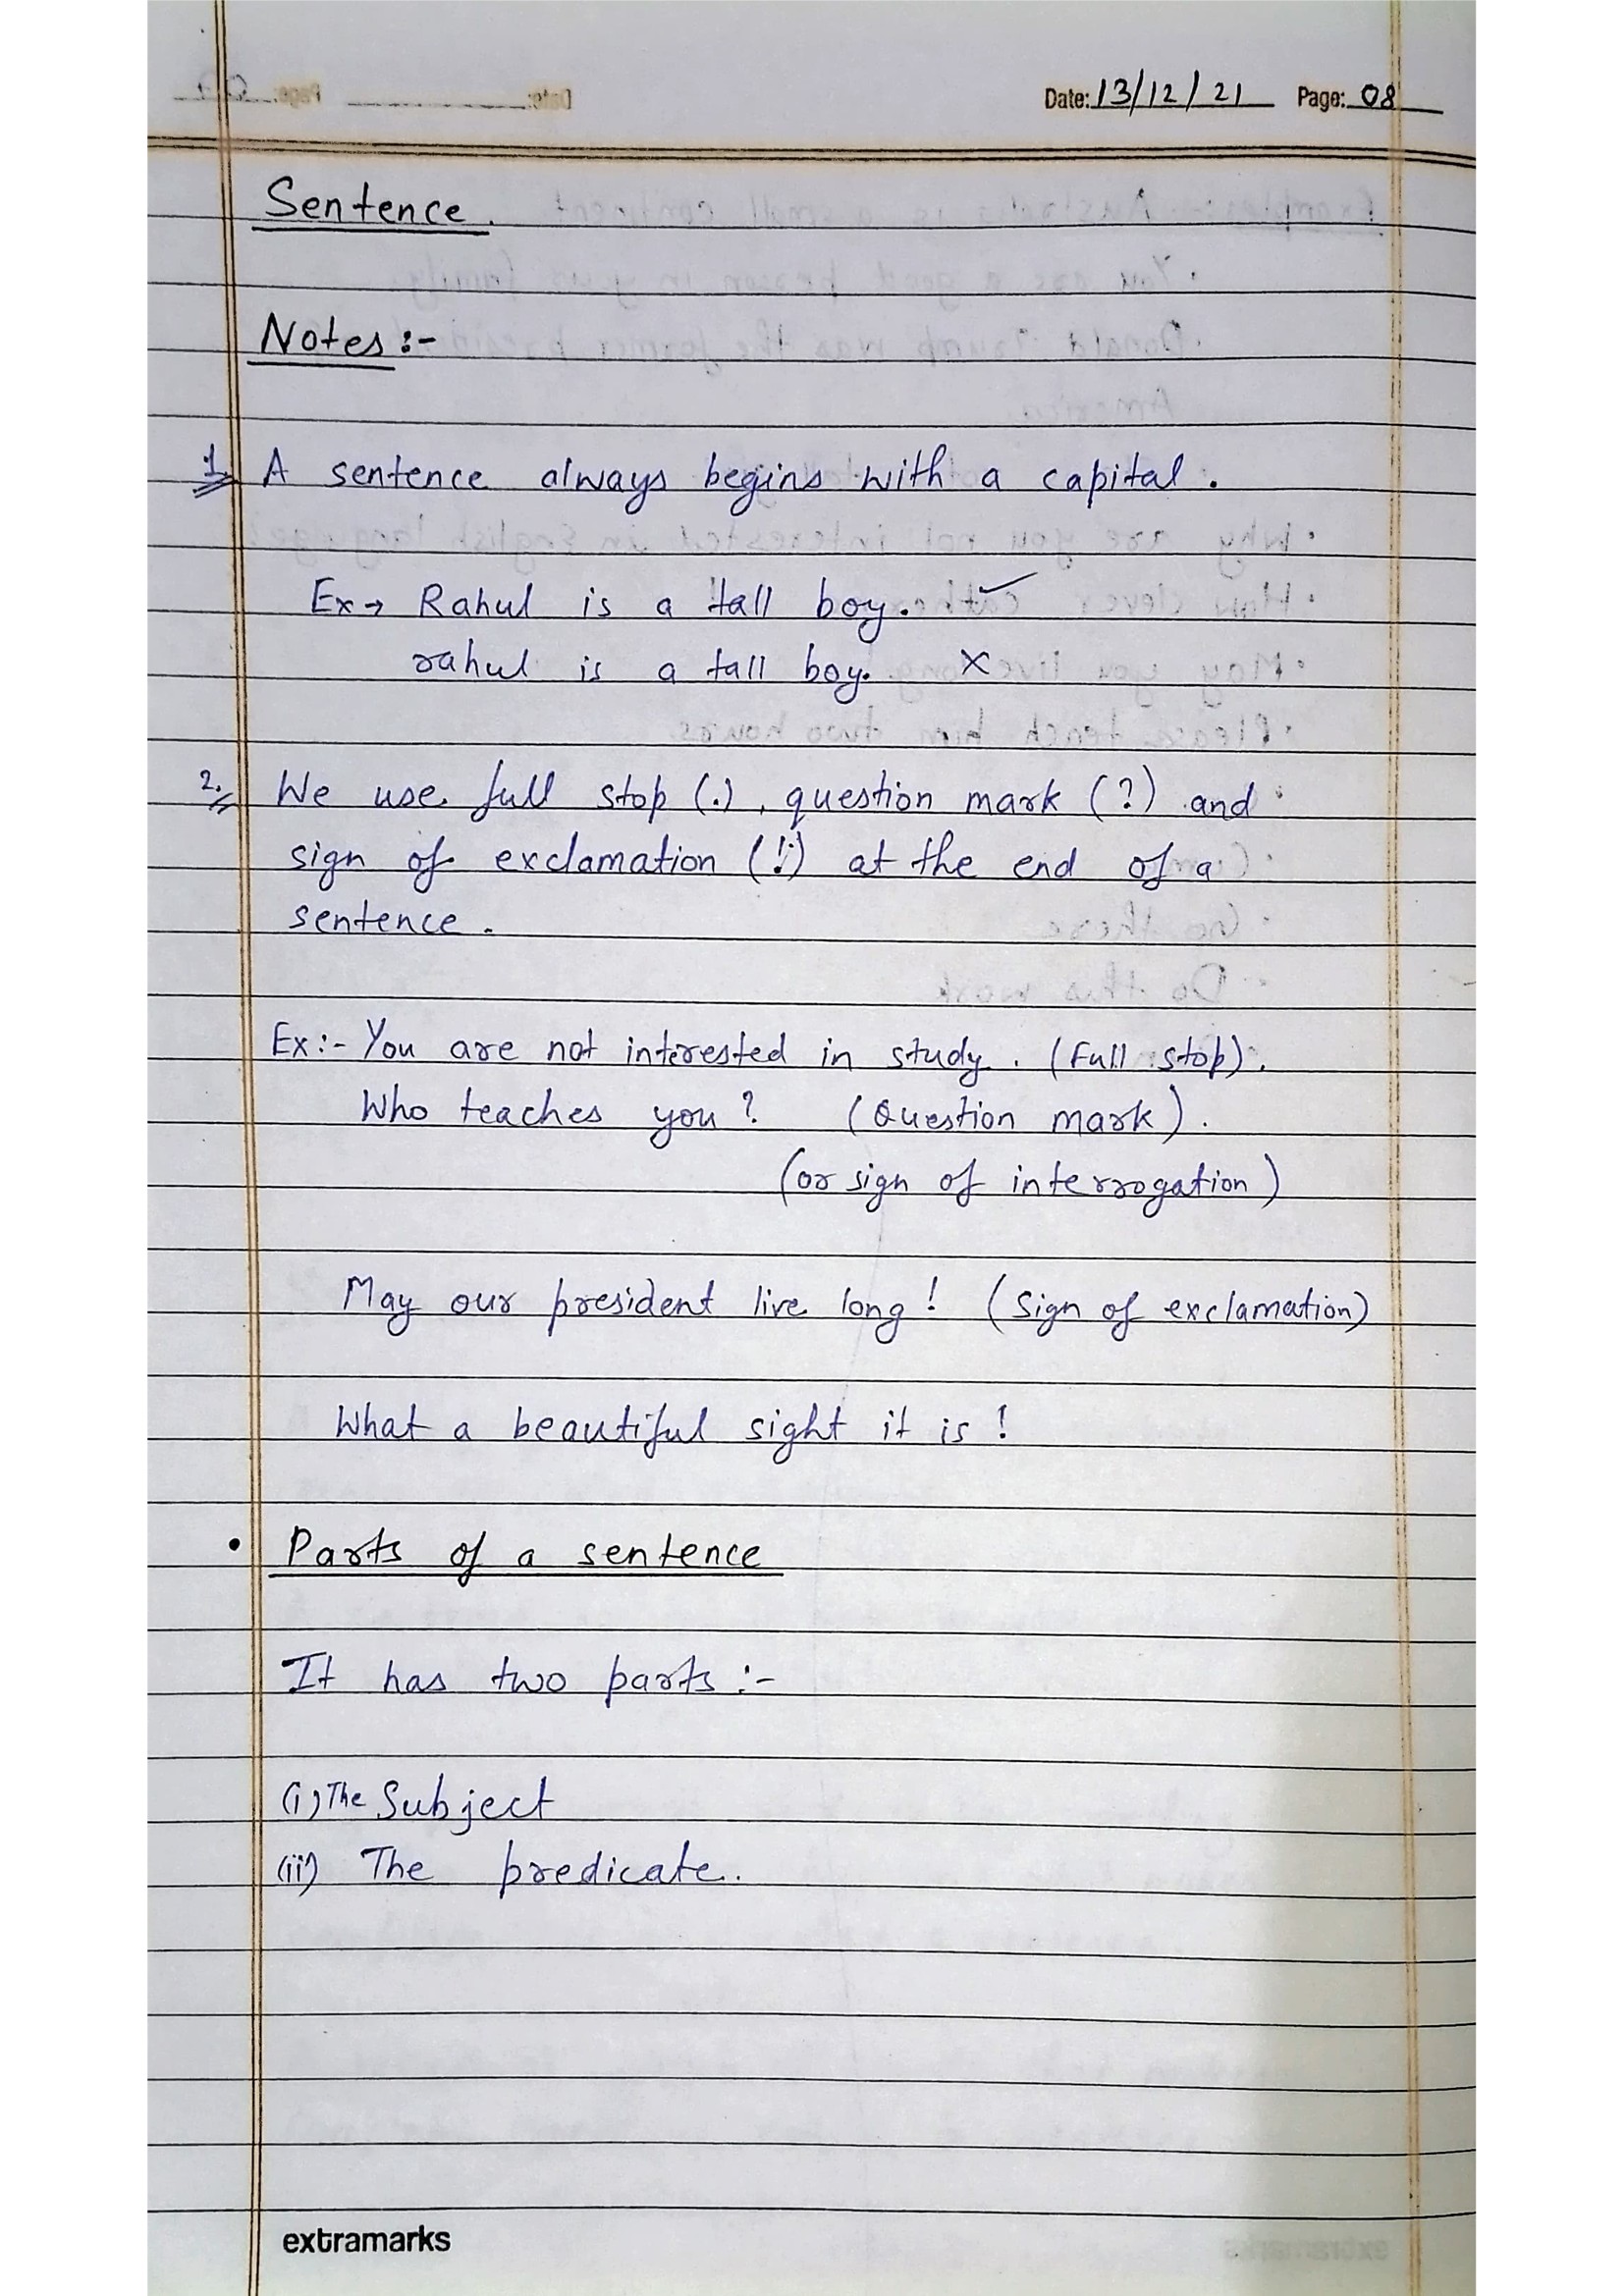 Date: 13/12/21 Page: 08
Sentence.
Notes :-
1. A sentence always begins with a capital.
Ex → Rahul is a tall boy. ✓
rahul is a tall boy. ×
2. We use full stop (.), question mark (?) and
sign of exclamation (!) at the end of a
sentence.
Ex :- You are not interested in study. (Full stop).
Who teaches you? (Question mark).
(or sign of interrogation)
May our president live long! (Sign of exclamation)
What a beautiful sight it is!
• Parts of a sentence
It has two parts :-
(i) The Subject
(ii) The predicate.
extramarks